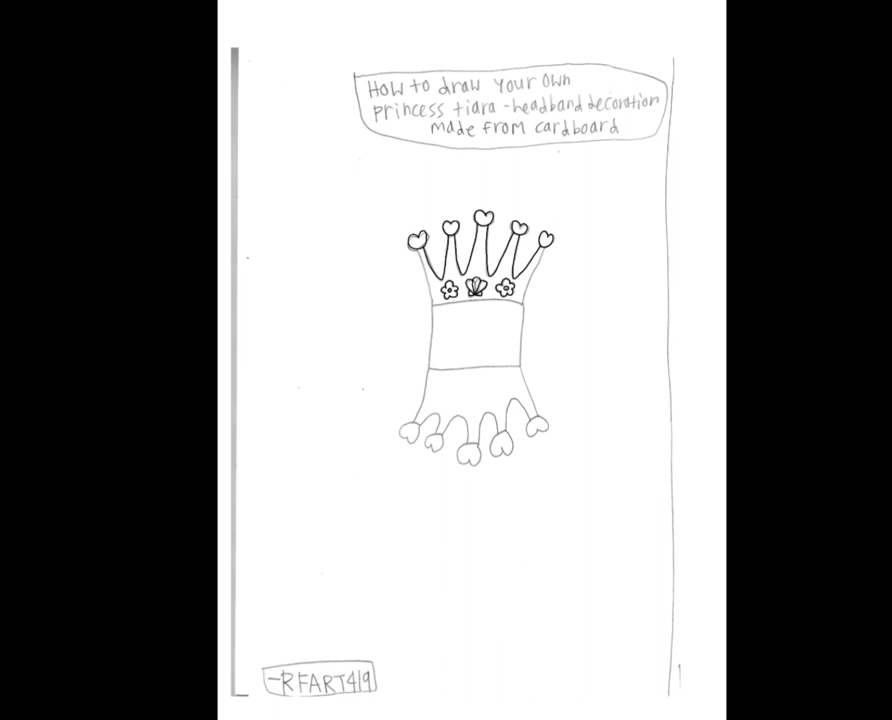 How to draw your own
princess tiara - headband decoration
made from cardboard
-RFART419